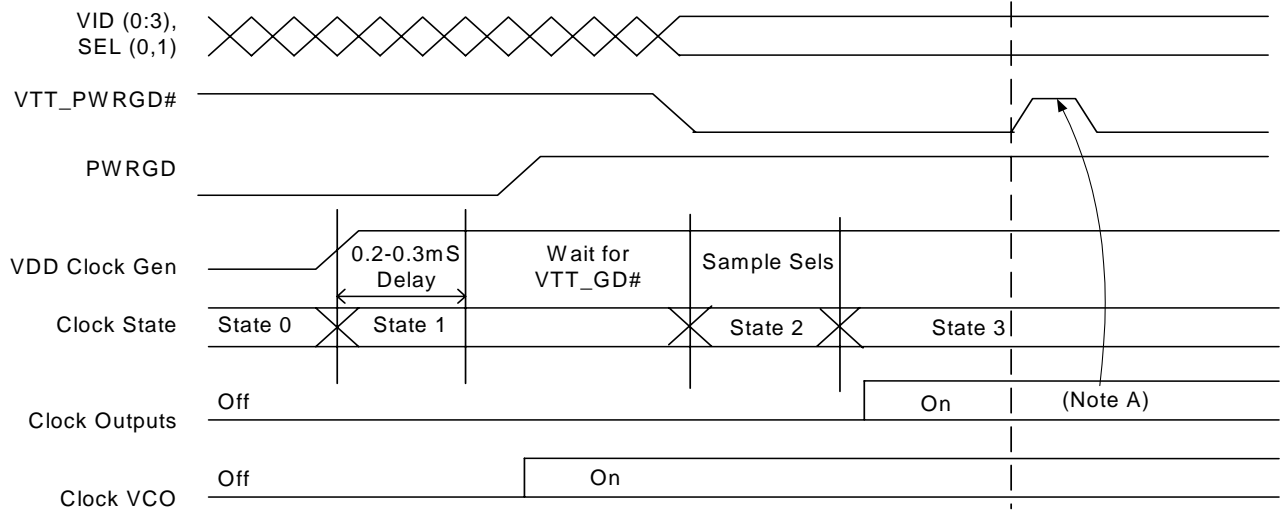 VID (0:3),
SEL (0,1)
VTT_PWRGD#
PWRGD
VDD Clock Gen
0.2-0.3mS
Delay
Wait for
VTT_GD#
Sample Sels
Clock State
State 0
State 1
State 2
State 3
Clock Outputs
Off
On
(Note A)
Clock VCO
Off
On